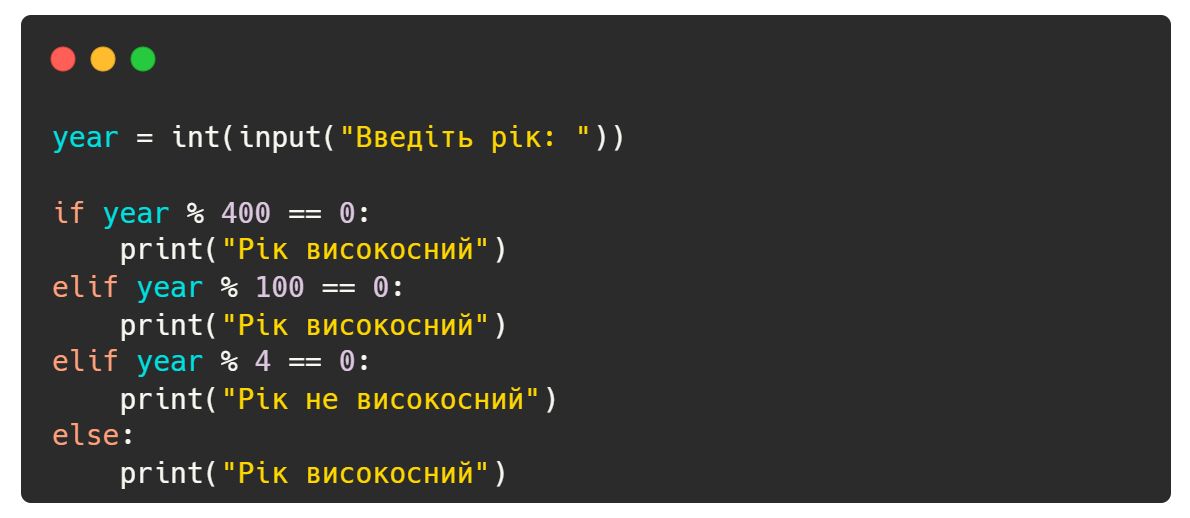 year = int(input("Введіть рік: "))
if year % 400 == 0:
    print("Рік високосний")
elif year % 100 == 0:
    print("Рік високосний")
elif year % 4 == 0:
    print("Рік не високосний")
else:
    print("Рік високосний")